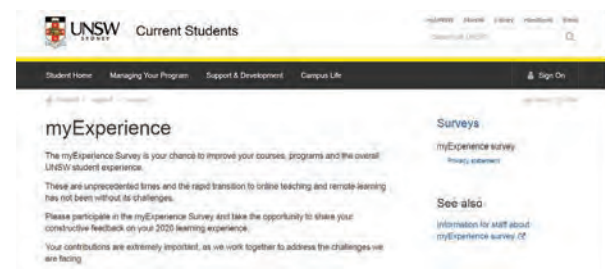 UNSW
SYDNEY
Current Students
Library
Student Home Managing Your Program Support & Development Campus Life Sign On
myExperience
The myExperience Survey is your chance to improve your courses, programs and the overall
UNSW student experience.
These are unprecedented times and the rapid transition to online teaching and remote learning
has not been without its challenges.
Please participate in the myExperience Survey and take the opportunity to share your
constructive feedback on your 2020 learning experience.
Your contributions are extremely important, as we work together to address the challenges we
are facing
Surveys
myExperience survey
Privacy statement
See also
Information for staff about
myExperience survey